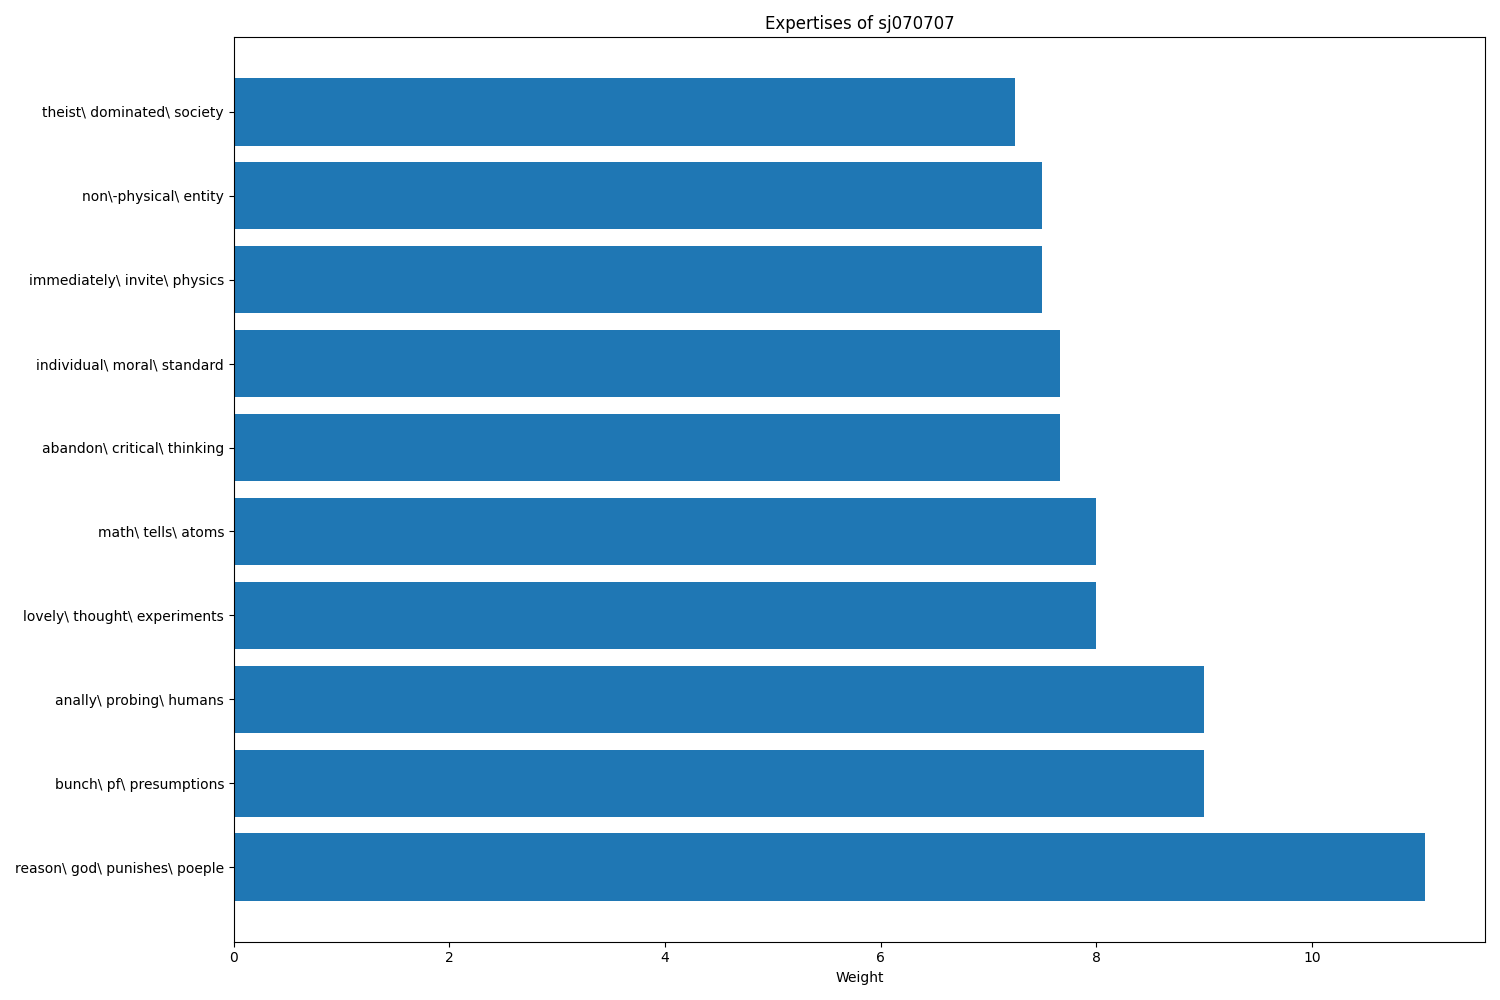 Expertises of sj070707
theist\ dominated\ society
non\-physical\ entity
immediately\ invite\ physics
individual\ moral\ standard
abandon\ critical\ thinking
math\ tells\ atoms
lovely\ thought\ experiments
anally\ probing\ humans
bunch\ pf\ presumptions
reason\ god\ punishes\ poeple
0 2 4 6 8 10
Weight